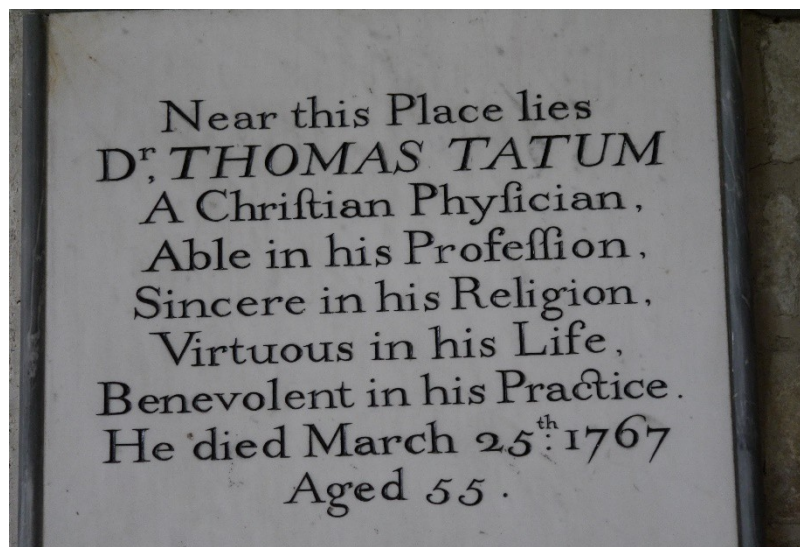 Near this Place lies
Dr, THOMAS TATUM
A Chriſtian Phyſician,
Able in his Profeſſion,
Sincere in his Religion,
Virtuous in his Life,
Benevolent in his Practice.
He died March 25th: 1767
Aged 55.